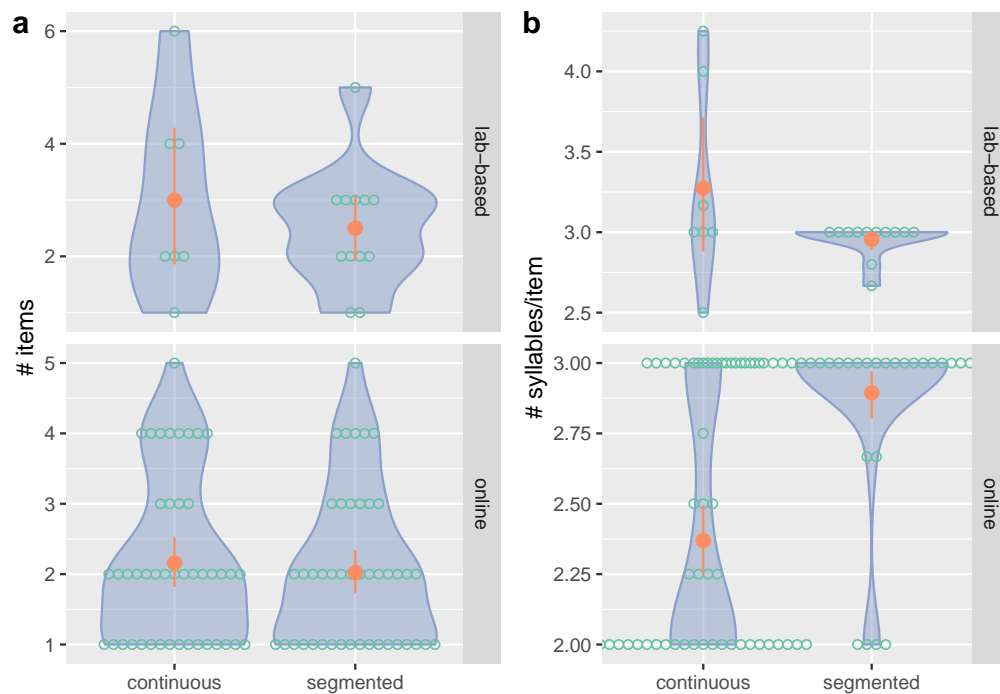 a
# items
6
4
2
lab−based
5
4
3
2
1
online
continuous segmented
b
# syllables/item
4.0
3.5
3.0
2.5
lab−based
3.00
2.75
2.50
2.25
2.00
online
continuous segmented